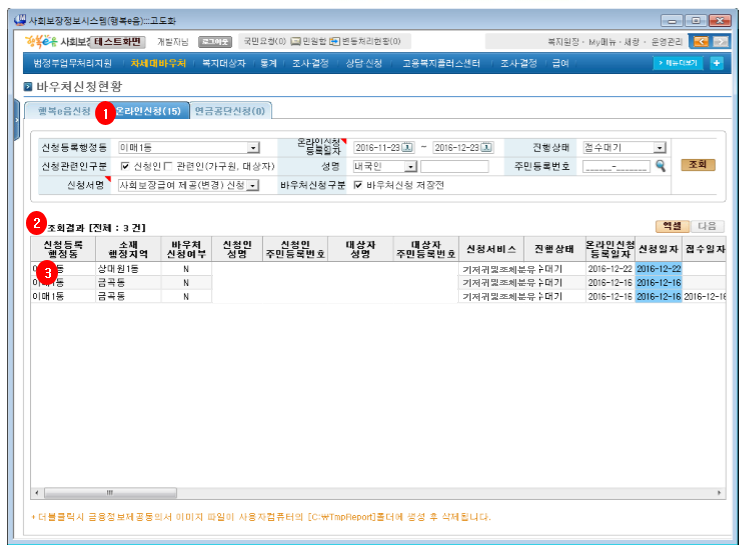 사회보장정보시스템(행복e음):::고도화
행복e음 사회보장 테스트화면 개발자님 로그아웃 국민요청(0) 민원함 변동처리현황(0) 복지원장 · My메뉴 · 새창 · 운영관리
범정부업무처리지원 차세대바우처 복지대상자 통계 조사·결정 상담·신청 고용복지플러스센터 조사·결정 급여 > 메뉴더보기 +
바우처신청현황
행복e음신청 1 온라인신청(15) 연금공단신청(0)
신청등록행정동 이매1동 온라인신청 등록일자 2016-11-23 ~ 2016-12-23 진행상태 접수대기
신청관련인구분 신청인 관련인(가구원, 대상자) 성명 내국인 주민등록번호 ______-_______ 조회
신청서명 사회보장급여 제공(변경) 신청 바우처신청구분 바우처신청 저장전
2 조회결과 [전체 : 3 건] 엑셀 다음
신청등록 행정동 소재 행정지역 바우처 신청여부 신청인 성명 신청인 주민등록번호 대상자 성명 대상자 주민등록번호 신청서비스 진행상태 온라인신청 등록일자 신청일자 접수일자
상대원1동 N 기저귀및조제분유 수대기 2016-12-22 2016-12-22
3 금곡동 N 기저귀및조제분유 수대기 2016-12-16 2016-12-16
이매1동 금곡동 N 기저귀및조제분유 수대기 2016-12-16 2016-12-16 2016-12-16
* 더블클릭시 금융정보제공동의서 이미지 파일이 사용자컴퓨터의 [C:₩TmpReport]폴더에 생성 후 삭제됩니다.